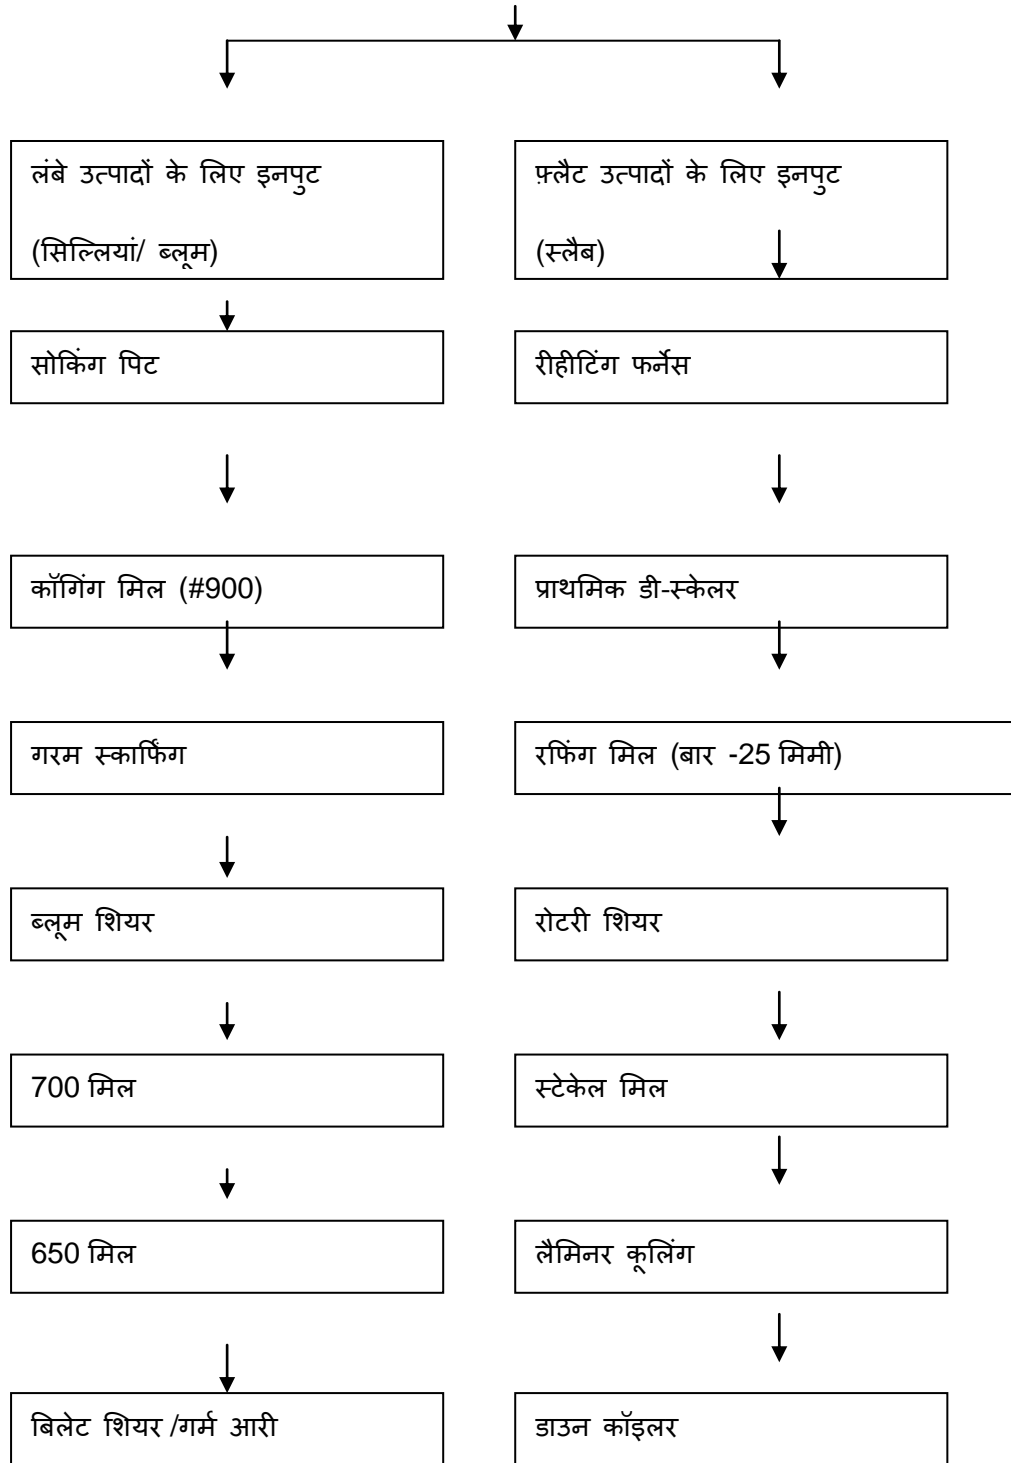 लंबे उत्पादों के लिए इनपुट
(सिल्लियां/ ब्लूम)
सोकिंग पिट
कॉगिंग मिल (#900)
गरम स्कार्फिंग
ब्लूम शियर
700 मिल
650 मिल
बिलेट शियर /गर्म आरी
फ़्लैट उत्पादों के लिए इनपुट
(स्लैब)
रीहीटिंग फर्नेस
प्राथमिक डी-स्केलर
रफिंग मिल (बार -25 मिमी)
रोटरी शियर
स्टेकेल मिल
लैमिनर कूलिंग
डाउन कॉइलर